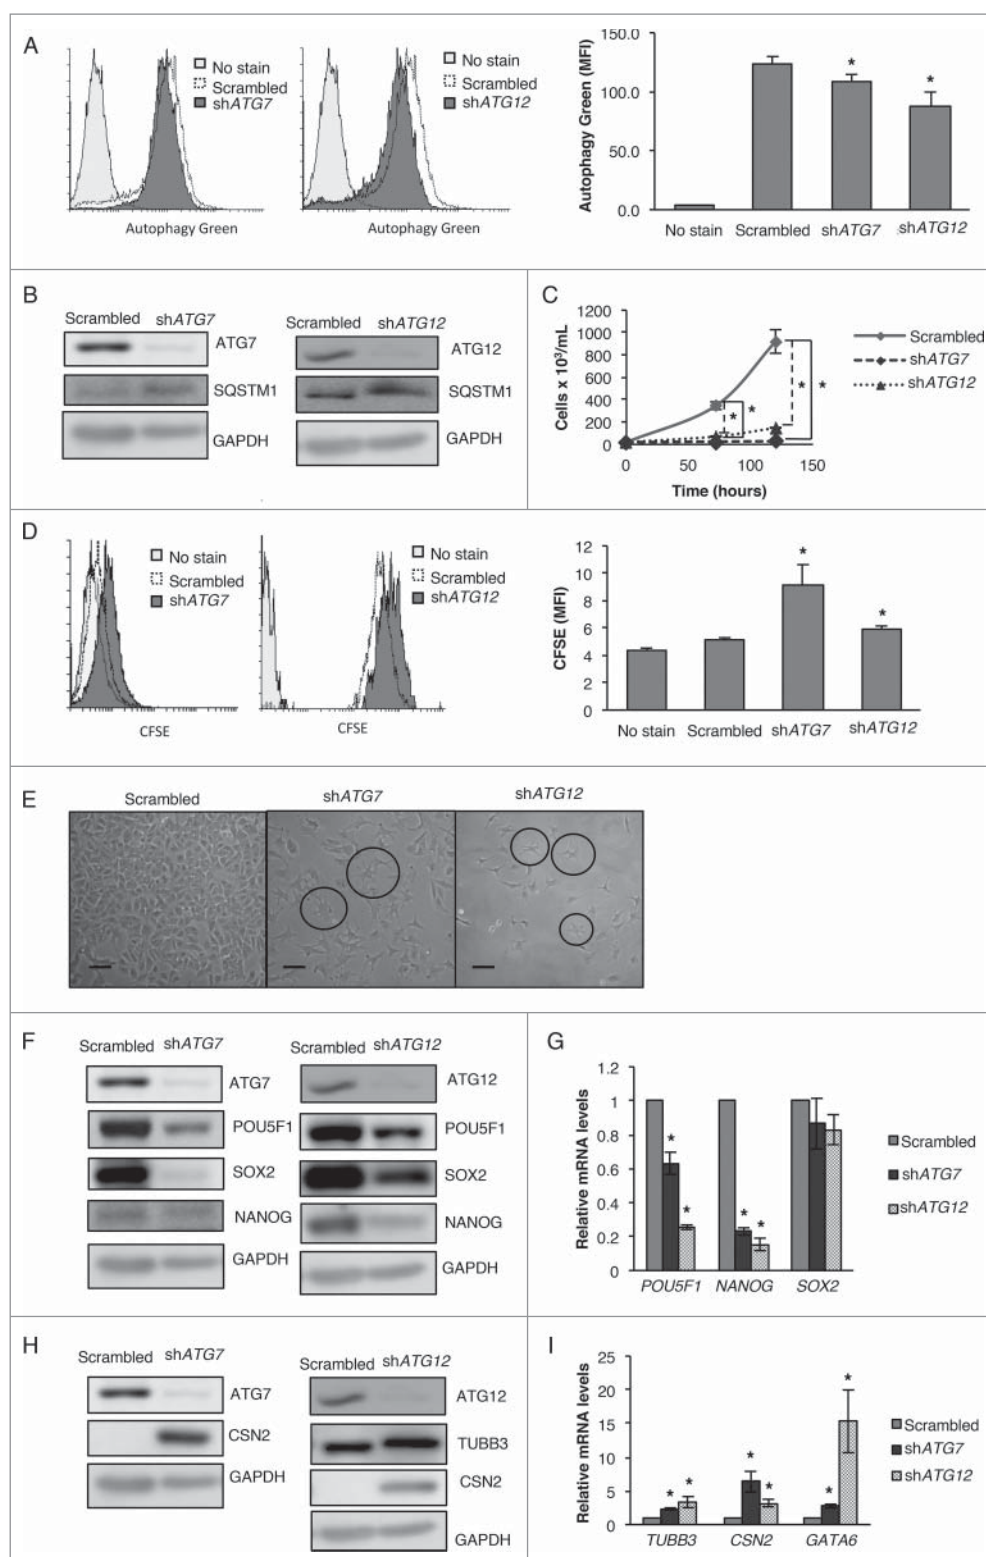 A
No stain
Scrambled
shATG7
Autophagy Green
No stain
Scrambled
shATG12
Autophagy Green
Autophagy Green (MFI)
150.0
100.0
50.0
0.0
No stain Scrambled shATG7 shATG12
B
Scrambled shATG7
ATG7
SQSTM1
GAPDH
Scrambled shATG12
ATG12
SQSTM1
GAPDH
C
Cells x 10³/mL
1200
1000
800
600
400
200
0
0 50 100 150
Time (hours)
Scrambled
shATG7
shATG12
* * * *
D
No stain
Scrambled
shATG7
CFSE
No stain
Scrambled
shATG12
CFSE
CFSE (MFI)
12
10
8
6
4
2
0
No stain Scrambled shATG7 shATG12
E
Scrambled shATG7 shATG12
F
Scrambled shATG7
ATG7
POU5F1
SOX2
NANOG
GAPDH
Scrambled shATG12
ATG12
POU5F1
SOX2
NANOG
GAPDH
G
Relative mRNA levels
1.2
1
0.8
0.6
0.4
0.2
0
POU5F1 NANOG SOX2
Scrambled
shATG7
shATG12
H
Scrambled shATG7
ATG7
CSN2
GAPDH
Scrambled shATG12
ATG12
TUBB3
CSN2
GAPDH
I
Relative mRNA levels
25
20
15
10
5
0
TUBB3 CSN2 GATA6
Scrambled
shATG7
shATG12